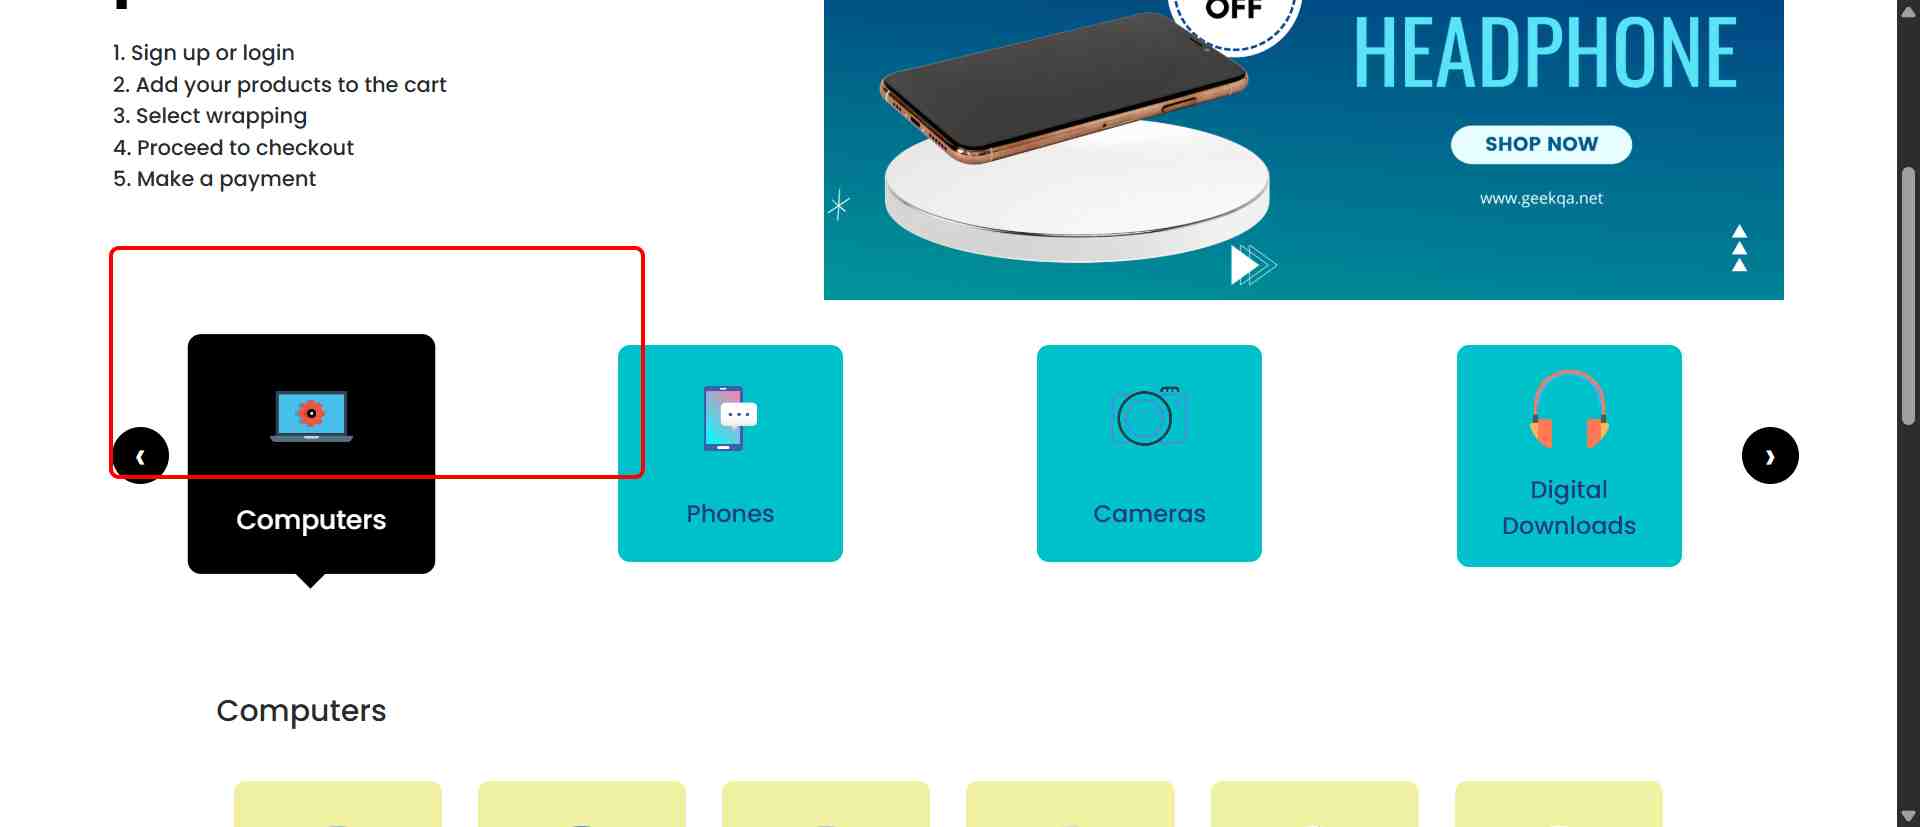 1. Sign up or login
2. Add your products to the cart
3. Select wrapping
4. Proceed to checkout
5. Make a payment
OFF
HEADPHONE
SHOP NOW
www.geekqa.net
Computers
Phones
Cameras
Digital
Downloads
Computers